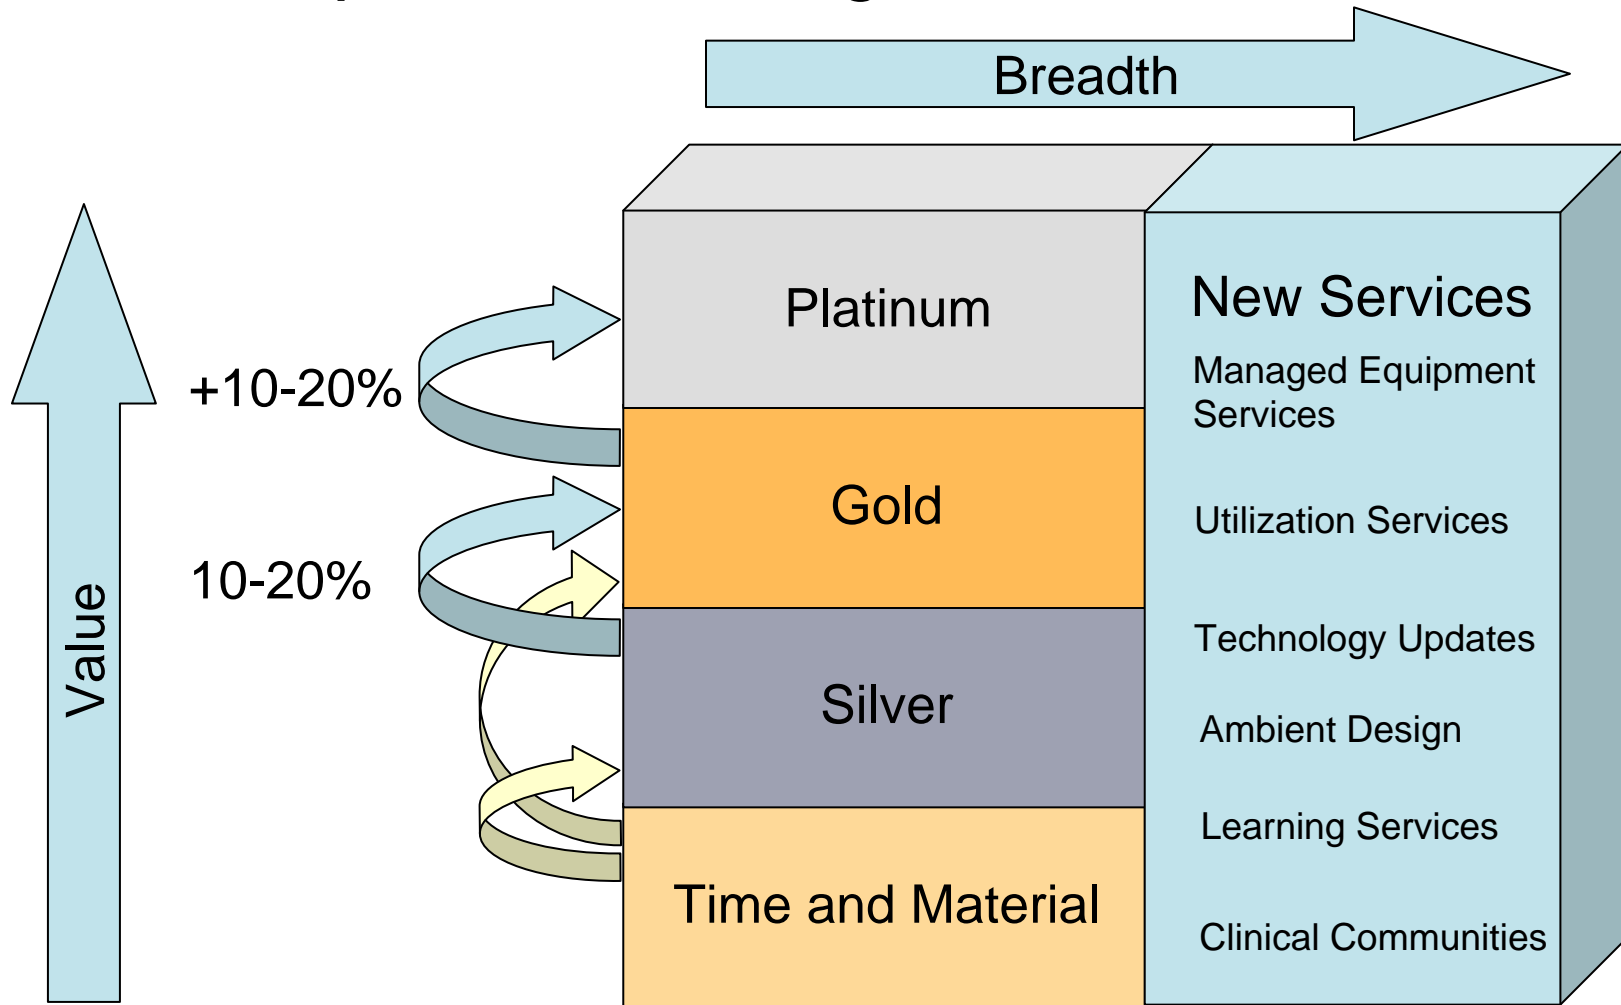 Breadth
Platinum
New Services
Managed Equipment
Services
+10-20%
Gold
Utilization Services
10-20%
Technology Updates
Value
Silver
Ambient Design
Learning Services
Time and Material
Clinical Communities